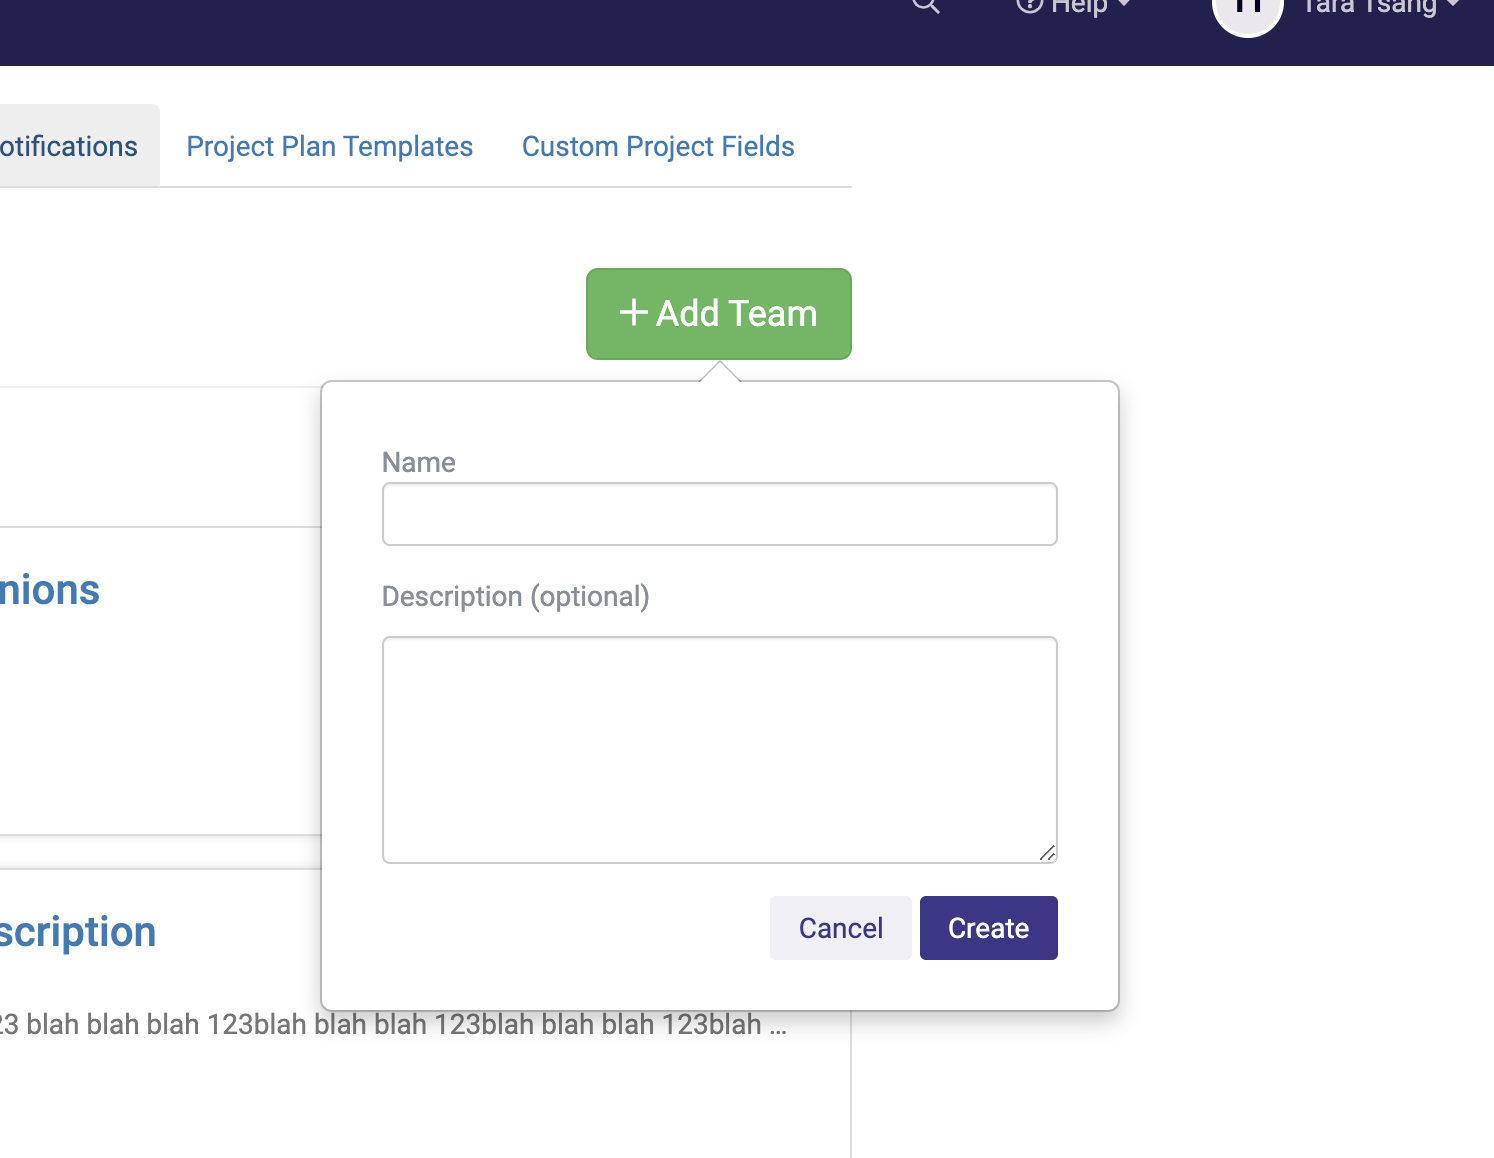 Help
Tara Tsang
otifications Project Plan Templates Custom Project Fields
+ Add Team
Name
nions
Description (optional)
Cancel Create
scription
23 blah blah blah 123blah blah blah 123blah blah blah 123blah ...